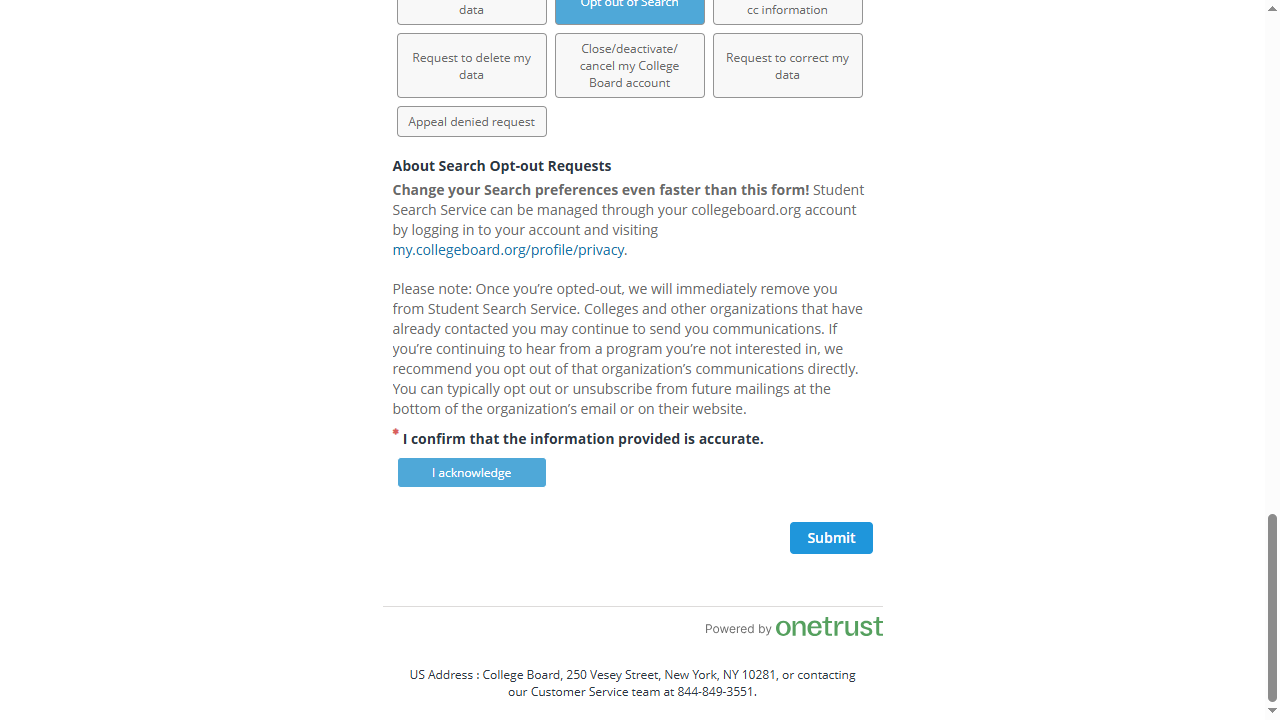 data
Opt out of Search
cc information
Request to delete my
data
Close/deactivate/
cancel my College
Board account
Request to correct my
data
Appeal denied request
About Search Opt-out Requests
Change your Search preferences even faster than this form! Student
Search Service can be managed through your collegeboard.org account
by logging in to your account and visiting
my.collegeboard.org/profile/privacy.
Please note: Once you’re opted-out, we will immediately remove you
from Student Search Service. Colleges and other organizations that have
already contacted you may continue to send you communications. If
you’re continuing to hear from a program you’re not interested in, we
recommend you opt out of that organization’s communications directly.
You can typically opt out or unsubscribe from future mailings at the
bottom of the organization’s email or on their website.
* I confirm that the information provided is accurate.
I acknowledge
Submit
Powered by onetrust
US Address : College Board, 250 Vesey Street, New York, NY 10281, or contacting
our Customer Service team at 844-849-3551.